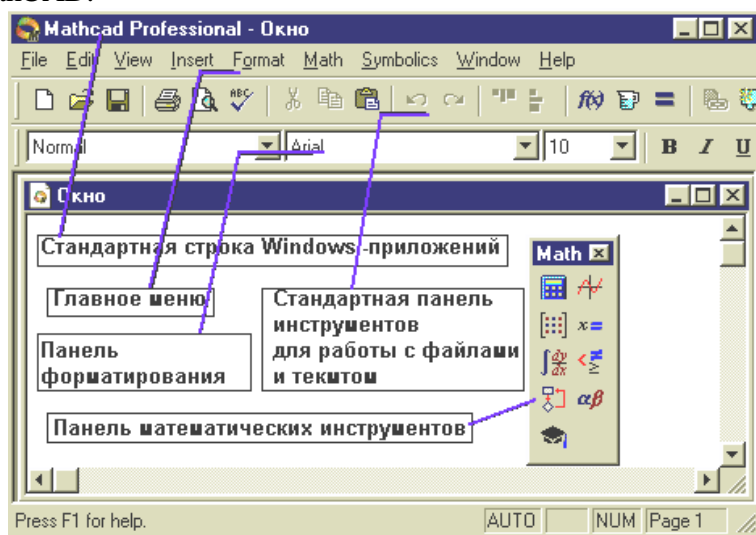 Mathcad Professional - Окно
File Edit View Insert Format Math Symbolics Window Help
Normal Arial 10 B I U
Окно
Стандартная строка Windows -приложений
Math
Главное меню
Стандартная панель
инструментов
для работы с файлами
и текштом
Панель
форматирования
Панель математических инструментов
Press F1 for help. AUTO NUM Page 1